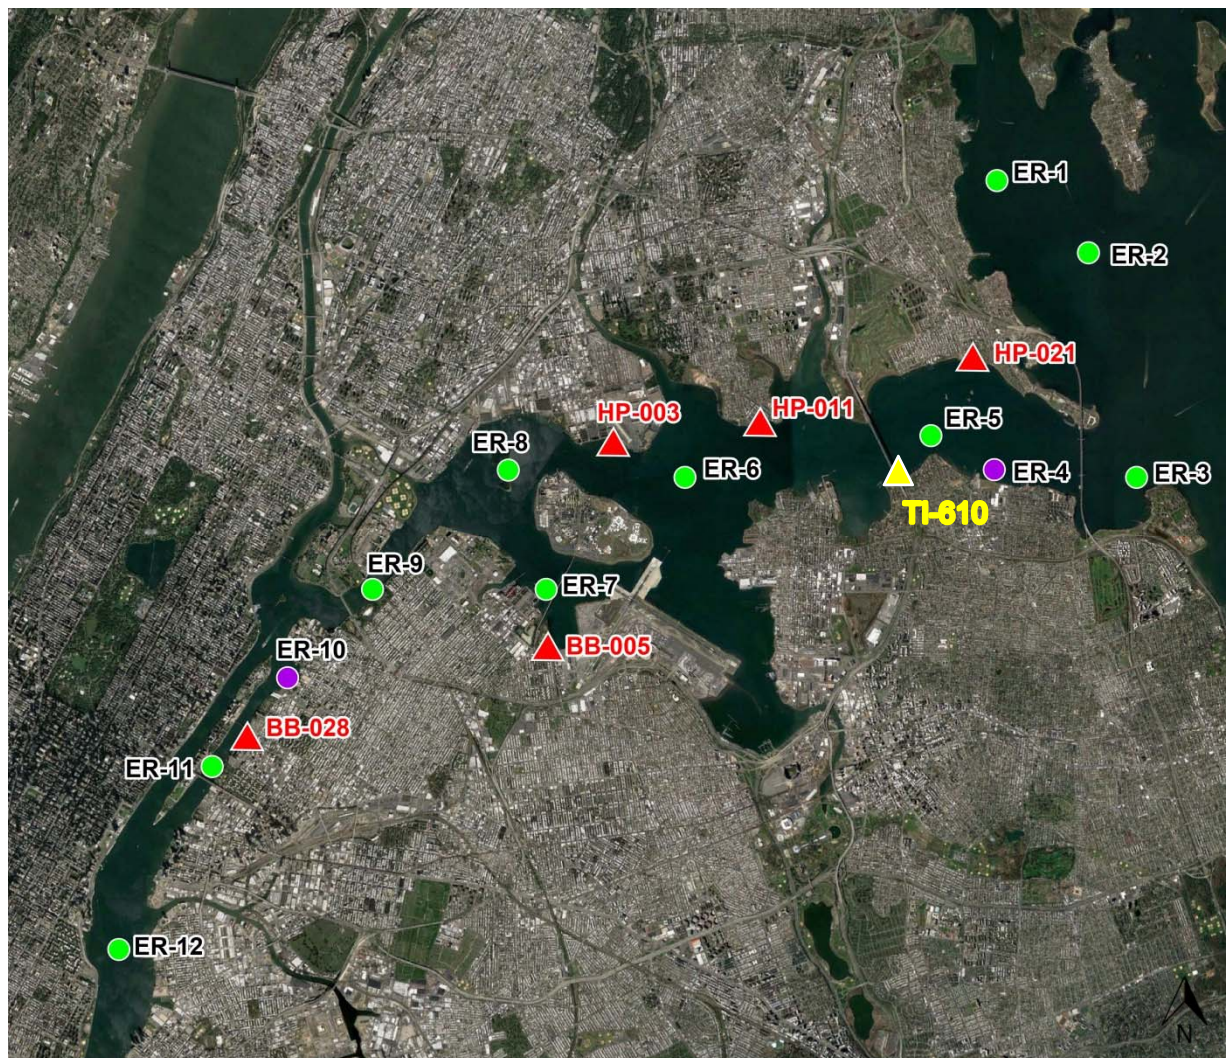 ER-1
ER-2
HP-021
HP-003
HP-011
ER-5
ER-8
ER-6
ER-4
ER-3
TI-610
ER-9
ER-7
BB-005
ER-10
BB-028
ER-11
ER-12
N